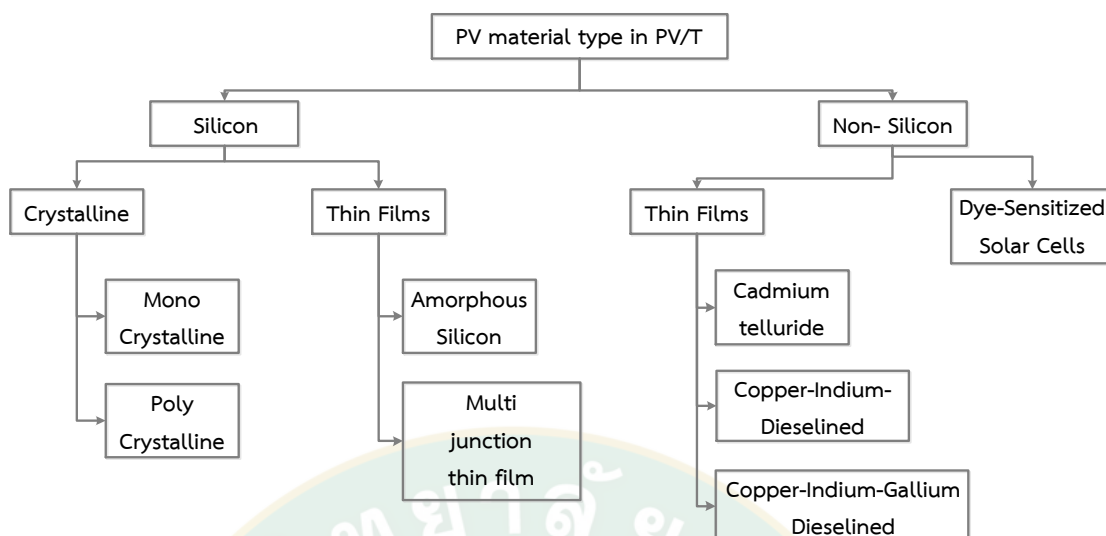 PV material type in PV/T
Silicon
Non- Silicon
Crystalline
Thin Films
Thin Films
Dye-Sensitized
Solar Cells
Mono
Crystalline
Poly
Crystalline
Amorphous
Silicon
Multi
junction
thin film
Cadmium
telluride
Copper-Indium-
Dieselined
Copper-Indium-Gallium
Dieselined